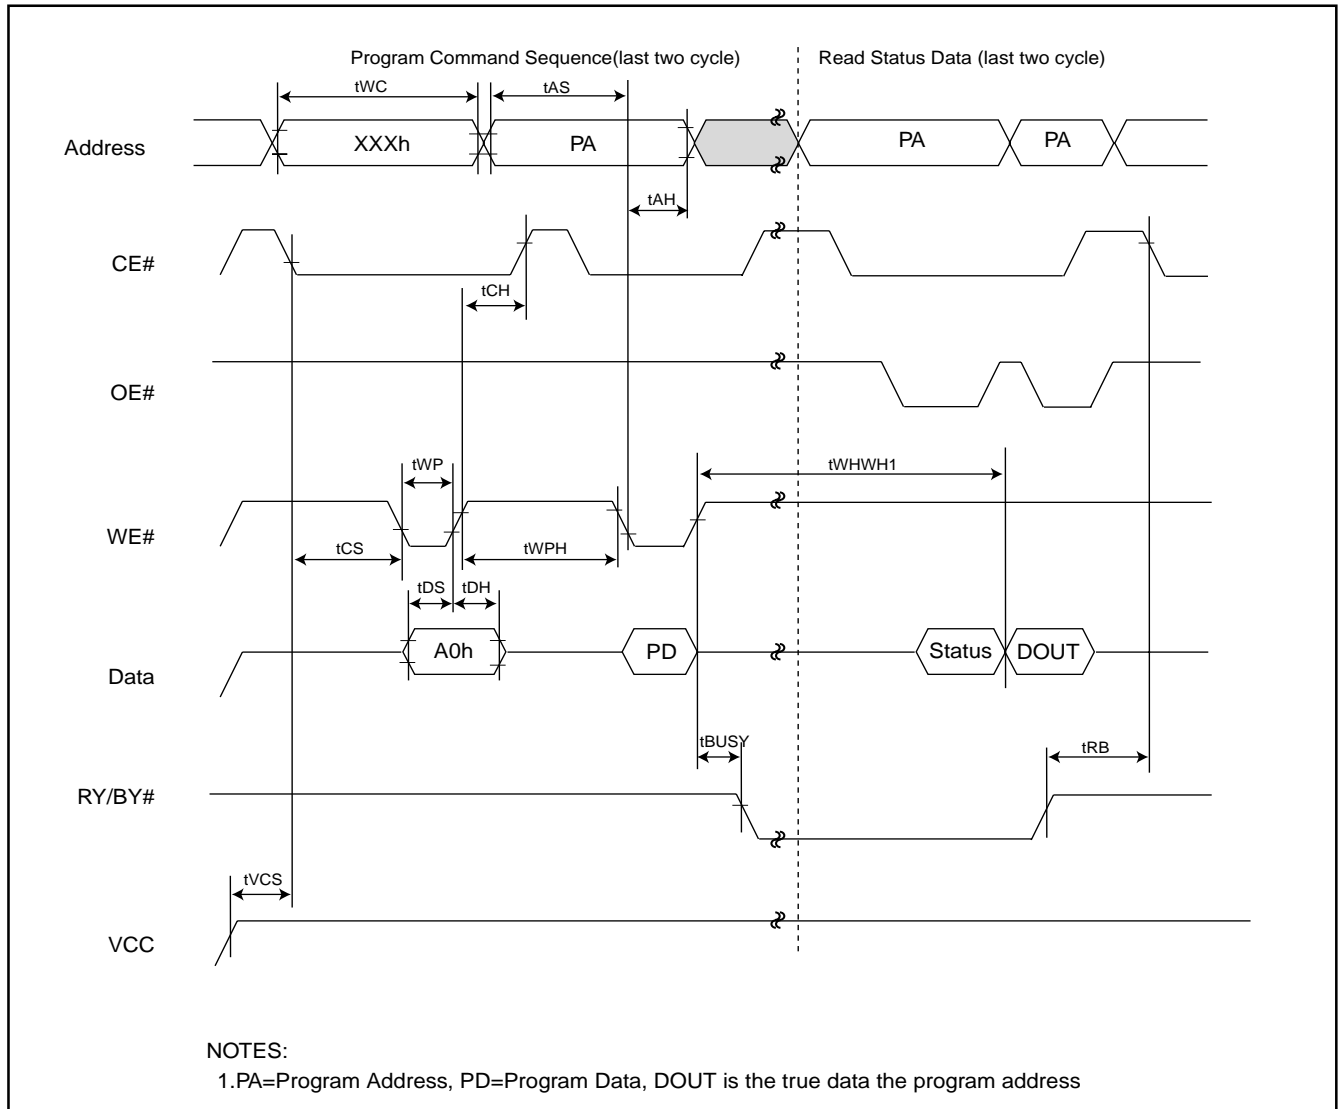 Program Command Sequence(last two cycle)
Read Status Data (last two cycle)
tWC
tAS
Address
XXXh
PA
PA
PA
tAH
CE#
tCH
OE#
tWP
tWHWH1
WE#
tCS
tWPH
tDS
tDH
Data
A0h
PD
Status
DOUT
tBUSY
tRB
RY/BY#
tVCS
VCC
NOTES:
1.PA=Program Address, PD=Program Data, DOUT is the true data the program address